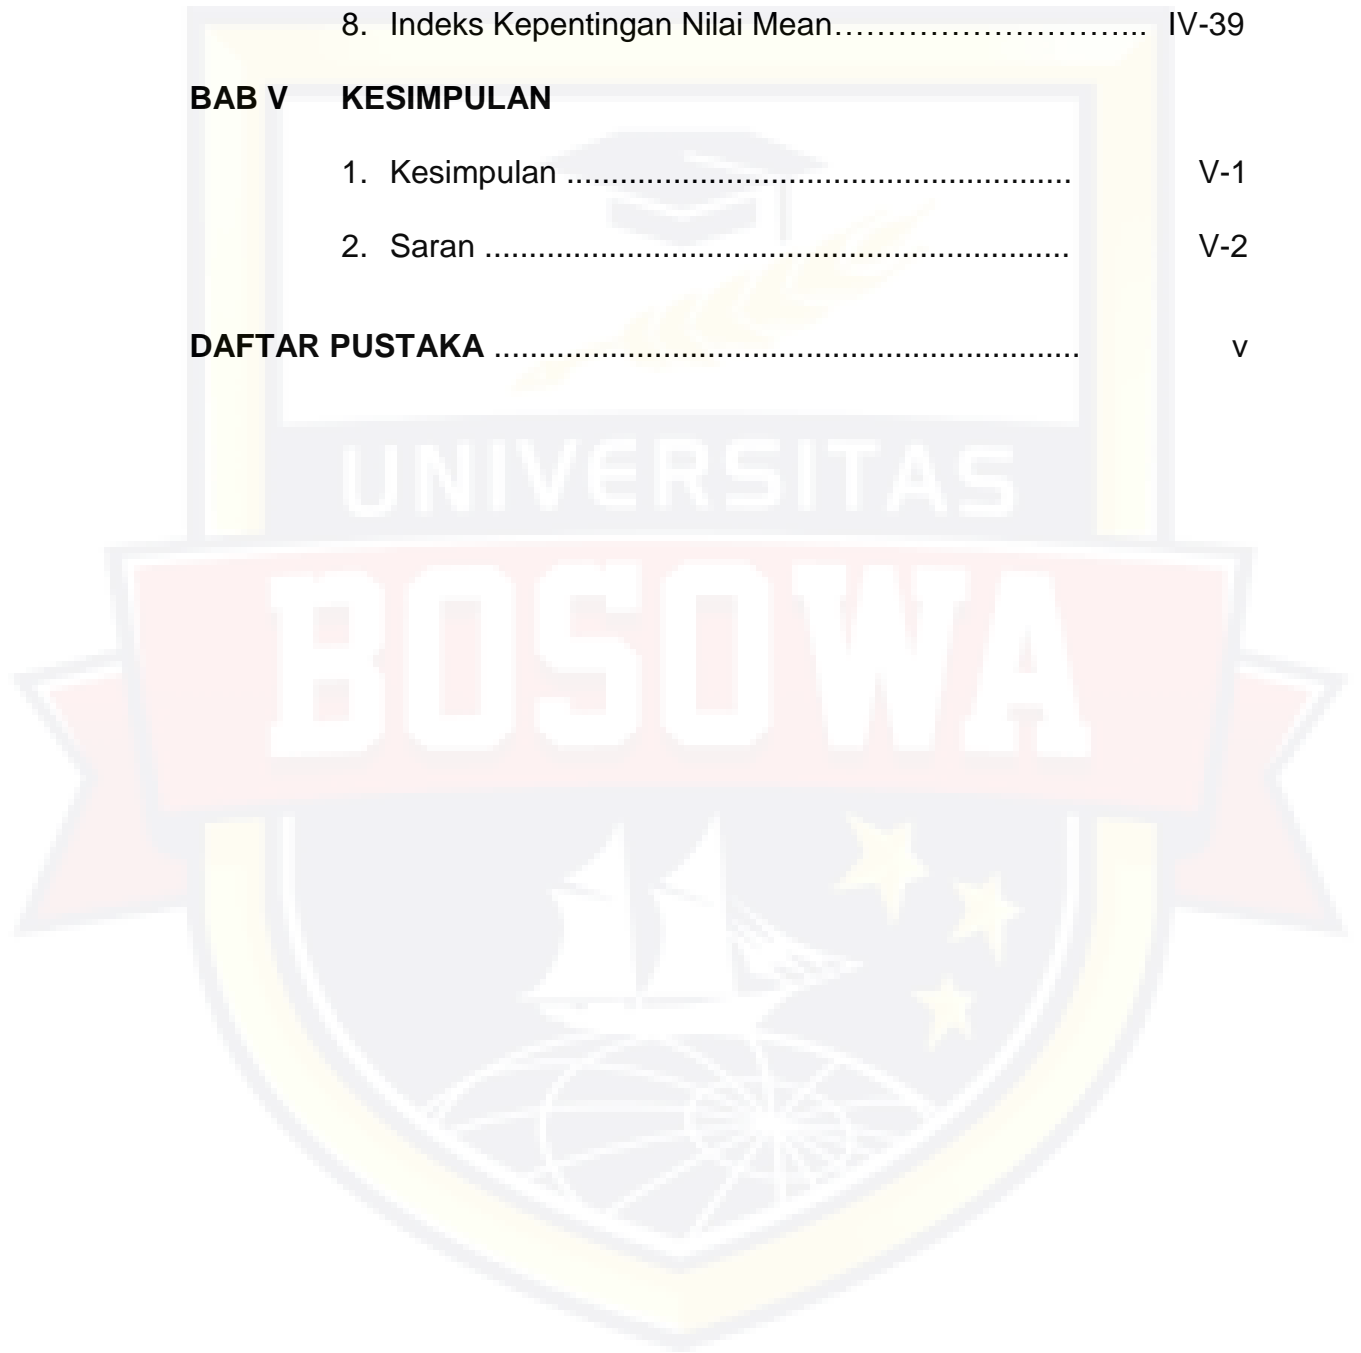 8. Indeks Kepentingan Nilai Mean……………………….. IV-39
BAB V KESIMPULAN
1. Kesimpulan ........................................................ V-1
2. Saran ................................................................. V-2
DAFTAR PUSTAKA ................................................................. v
UNIVERSITAS
BOSOWA